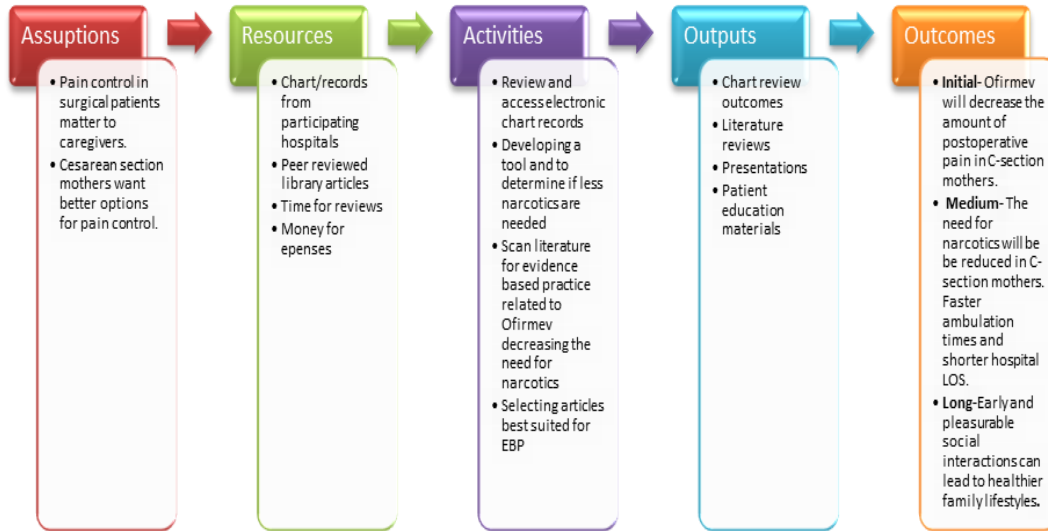 Assuptions
• Pain control in
surgical patients
matter to
caregivers.
• Cesarean section
mothers want
better options
for pain control.
Resources
• Chart/records
from
participating
hospitals
• Peer reviewed
library articles
• Time for reviews
• Money for
epenses
Activities
• Review and
access electronic
chart records
• Developing a
tool and to
determine if less
narcotics are
needed
• Scan literature
for evidence
based practice
related to
Ofirmev
decreasing the
need for
narcotics
• Selecting articles
best suited for
EBP
Outputs
• Chart review
outcomes
• Literature
reviews
• Presentations
• Patient
education
materials
Outcomes
• Initial- Ofirmev
will decrease the
amount of
postoperative
pain in C-section
mothers.
• Medium- The
need for
narcotics will be
be reduced in C-
section mothers.
Faster
ambulation
times and
shorter hospital
LOS.
• Long-Early and
pleasurable
social
interactions can
lead to healthier
family lifestyles.